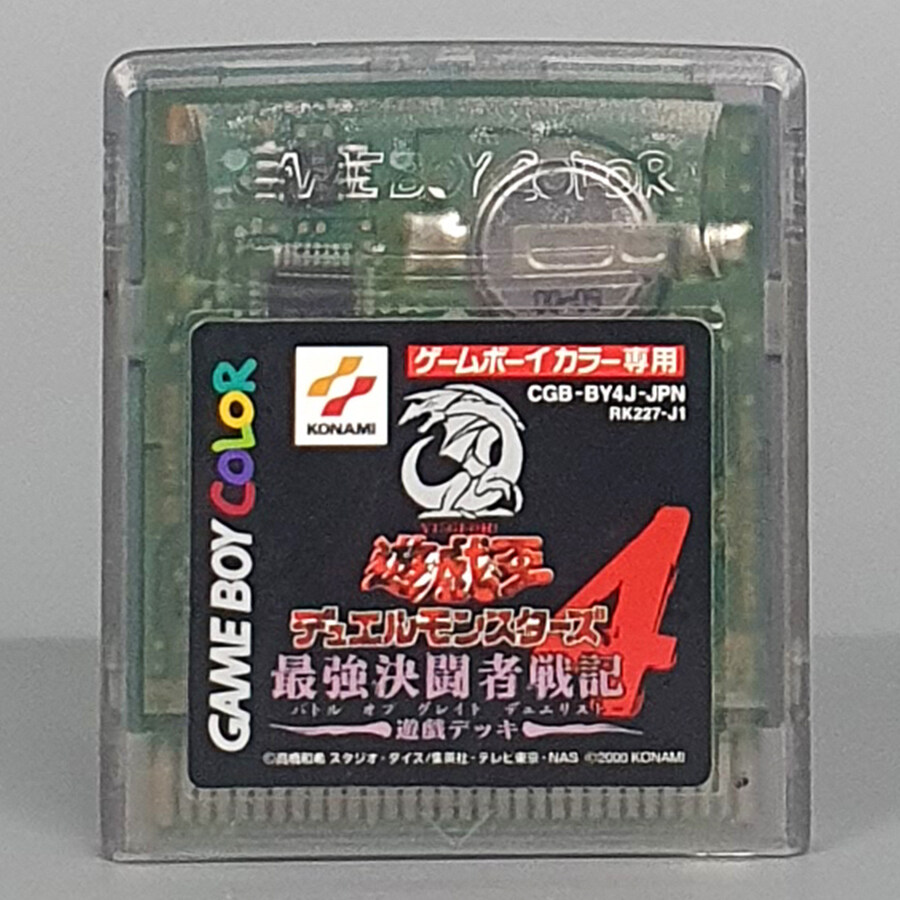 GAME BOY COLOR
GAME BOY COLOR
KONAMI
ゲームボーイカラー専用
CGB-BY4J-JPN
RK227-J1
YU-GI-OH!
遊戯王
デュエルモンスターズ
4
最強決闘者戦記
バトル オブ グレイト デュエリスト
遊戯デッキ
©高橋和希 スタジオ・ダイス/集英社・テレビ東京・NAS ©2000 KONAMI